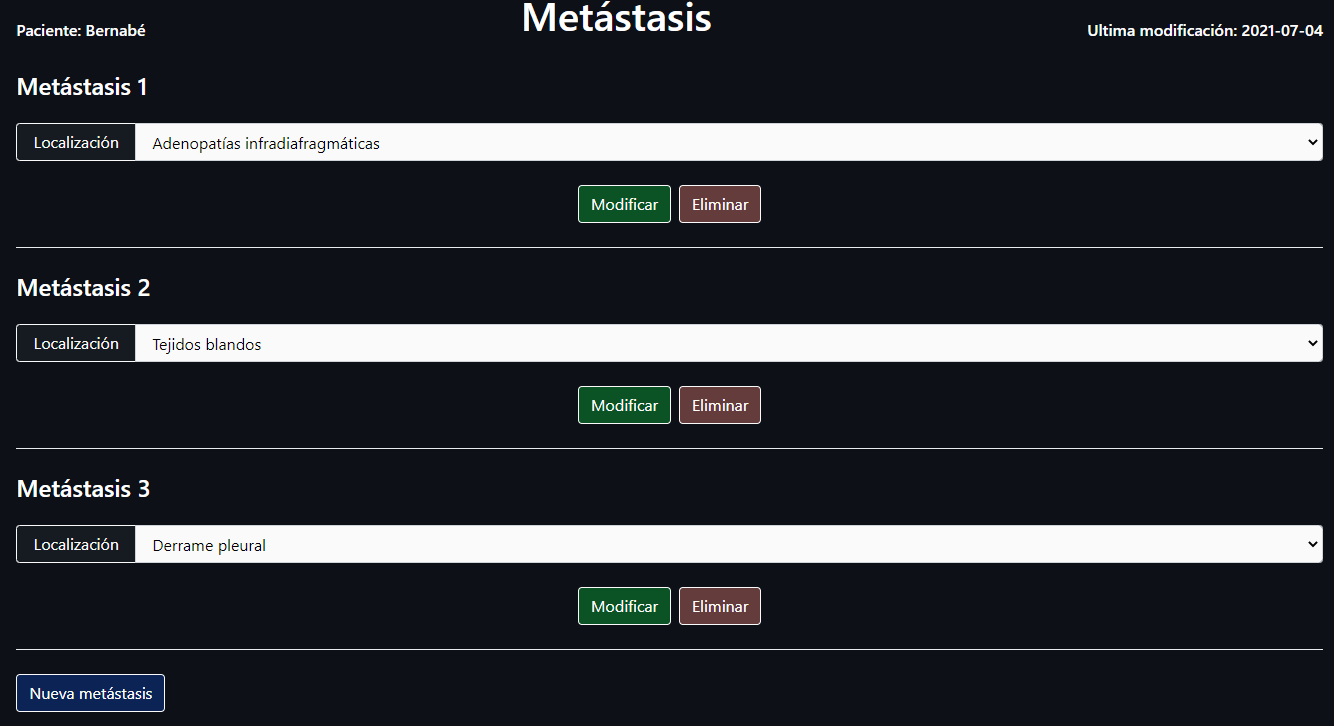 Metástasis
Paciente: Bernabé
Ultima modificación: 2021-07-04
Metástasis 1
Localización
Adenopatías infradiafragmáticas
Modificar
Eliminar
Metástasis 2
Localización
Tejidos blandos
Modificar
Eliminar
Metástasis 3
Localización
Derrame pleural
Modificar
Eliminar
Nueva metástasis